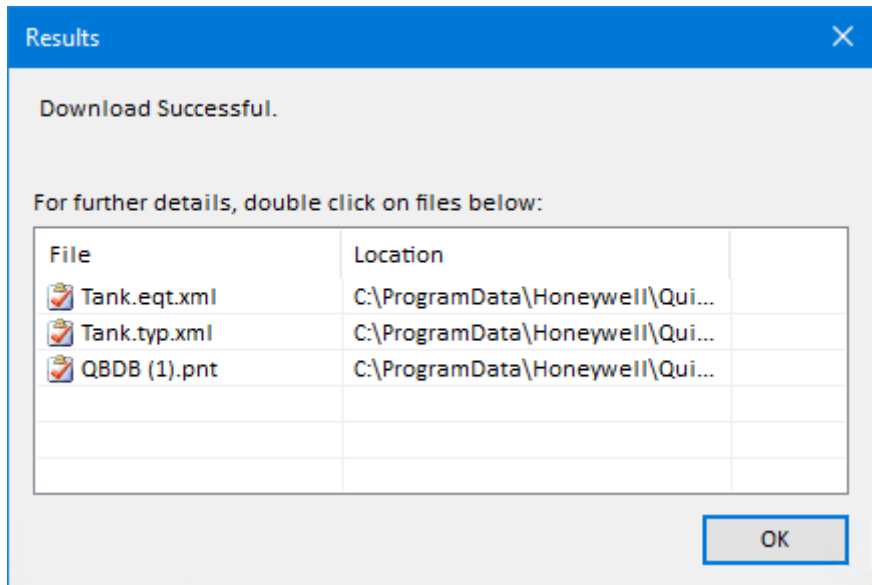 Results
Download Successful.
For further details, double click on files below:
File Location
Tank.eqt.xml C:\ProgramData\Honeywell\Qui...
Tank.typ.xml C:\ProgramData\Honeywell\Qui...
QBDB (1).pnt C:\ProgramData\Honeywell\Qui...
OK